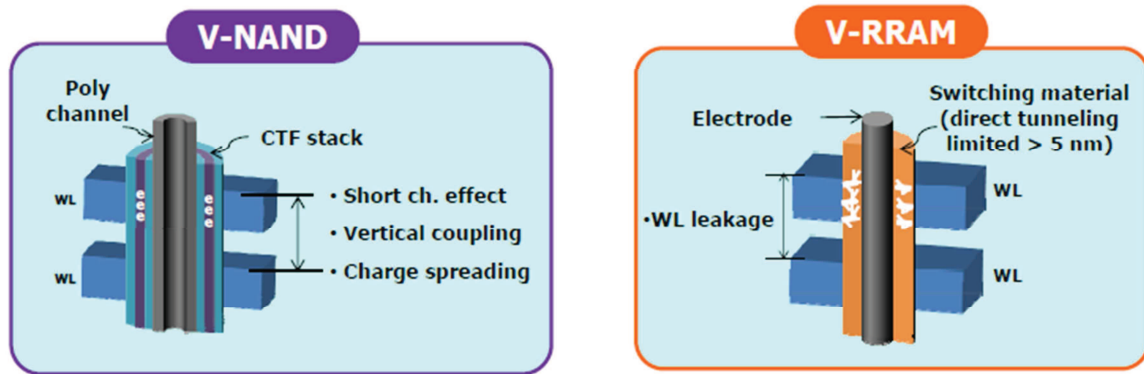 V-NAND
Poly
channel
CTF stack
WL
e e
e e
e e
• Short ch. effect
• Vertical coupling
WL
• Charge spreading
V-RRAM
Electrode
Switching material
(direct tunneling
limited > 5 nm)
WL
•WL leakage
WL